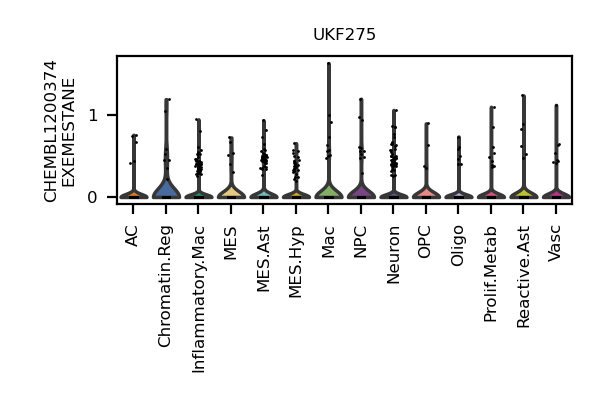 UKF275
CHEMBL1200374
EXEMESTANE
1
0
AC
Chromatin.Reg
Inflammatory.Mac
MES
MES.Ast
MES.Hyp
Mac
NPC
Neuron
OPC
Oligo
Prolif.Metab
Reactive.Ast
Vasc